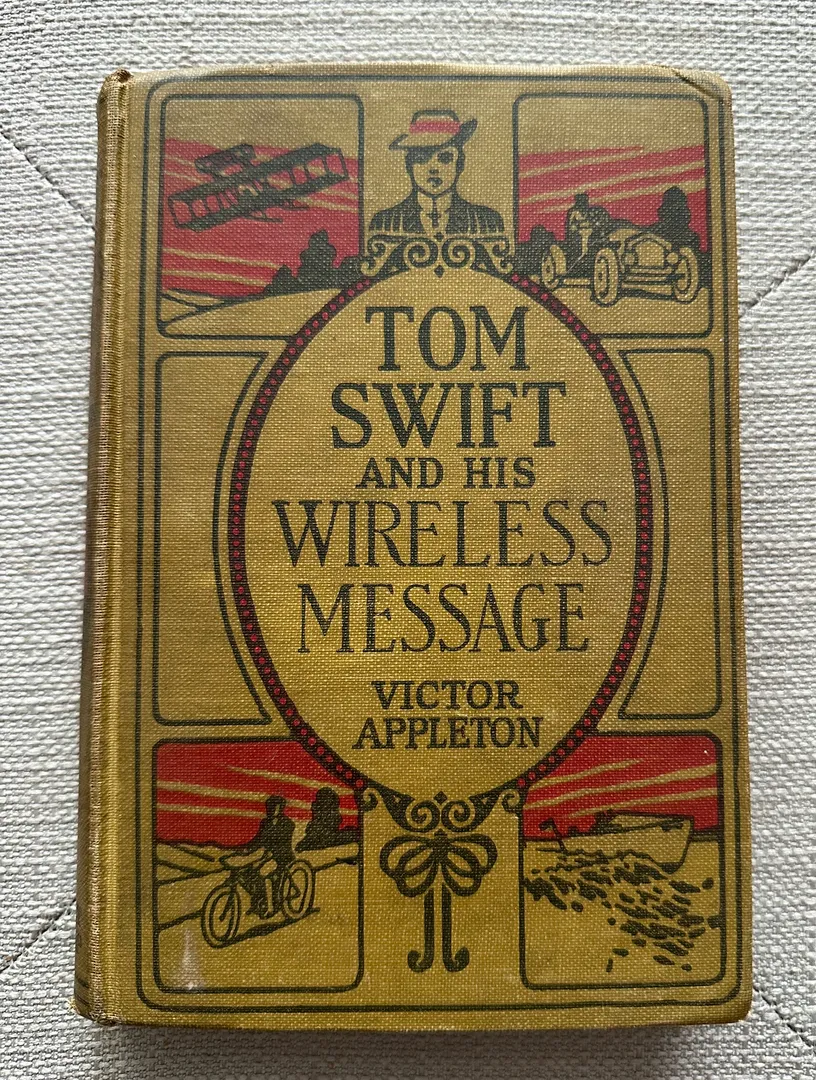 TOM
SWIFT
AND HIS
WIRELESS
MESSAGE
VICTOR
APPLETON